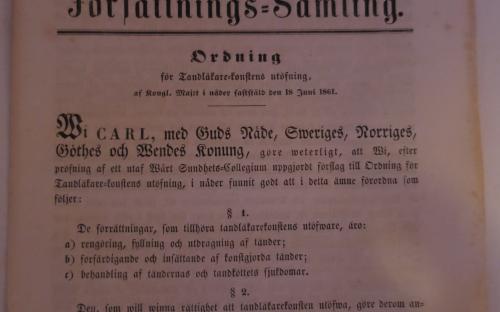 Författnings-Samling.
Ordning
för Tandläkare-konstens utöfning,
af Kongl. Maj:t i nåder fastställd den 18 Juni 1861.
Wi CARL, med Guds Nåde, Sweriges, Norriges,
Göthes och Wendes Konung, göre weterligt, att Wi, efter
pröfning af ett utaf Wårt Sundhets-Collegium uppgjordt förslag till Ordning för
Tandläkare-konstens utöfning, i nåder funnit godt att i detta ämne förordna som
följer:
§ 1.
De förrättningar, som tillhöra tandläkarekonstens utöfware, äro:
a) rengöring, fyllning och utdragning af tänder;
b) förfärdigande och insättande af konstgjorda tänder;
c) behandling af tändernas och tandköttets sjukdomar.
§ 2.
Den, som will winna rättighet att tandläkarekonsten utöfwa, göre derom an-